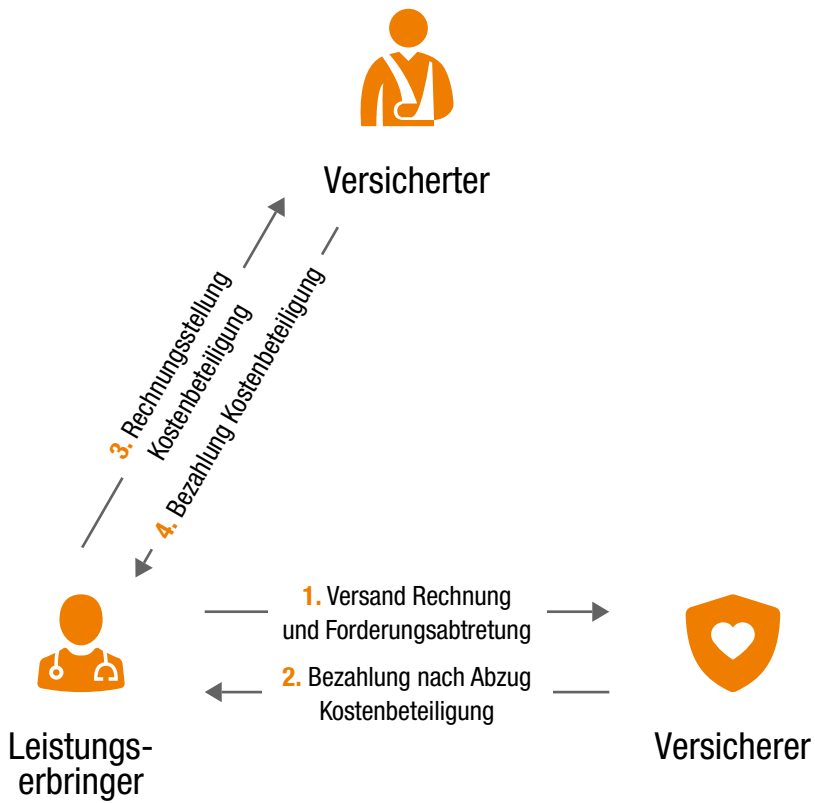 Versicherter
3. Rechnungsstellung
Kostenbeteiligung
4. Bezahlung Kostenbeteiligung
1. Versand Rechnung
und Forderungsabtretung
2. Bezahlung nach Abzug
Kostenbeteiligung
Leistungs-
erbringer
Versicherer